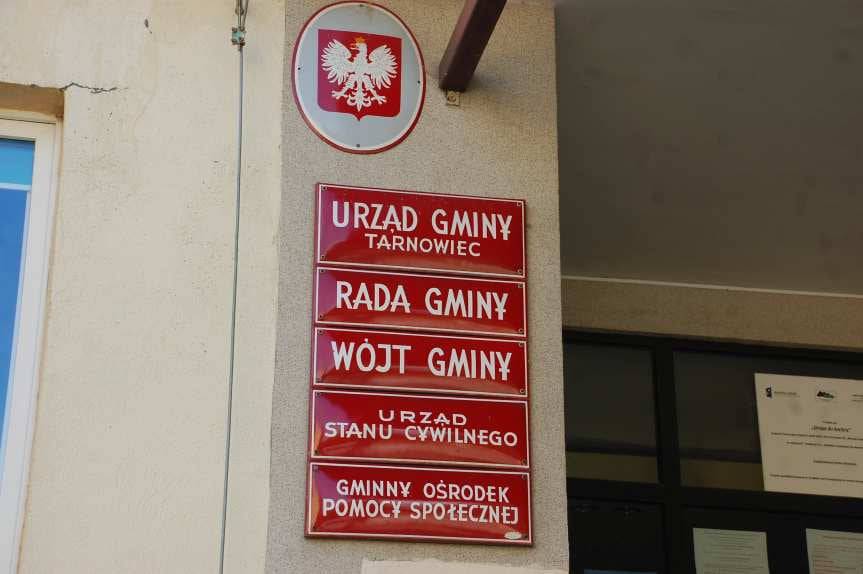 URZĄD GMINY
TARNOWIEC
RADA GMINY
WÓJT GMINY
URZĄD
STANU CYWILNEGO
GMINNY OŚRODEK
POMOCY SPOŁECZNEJ